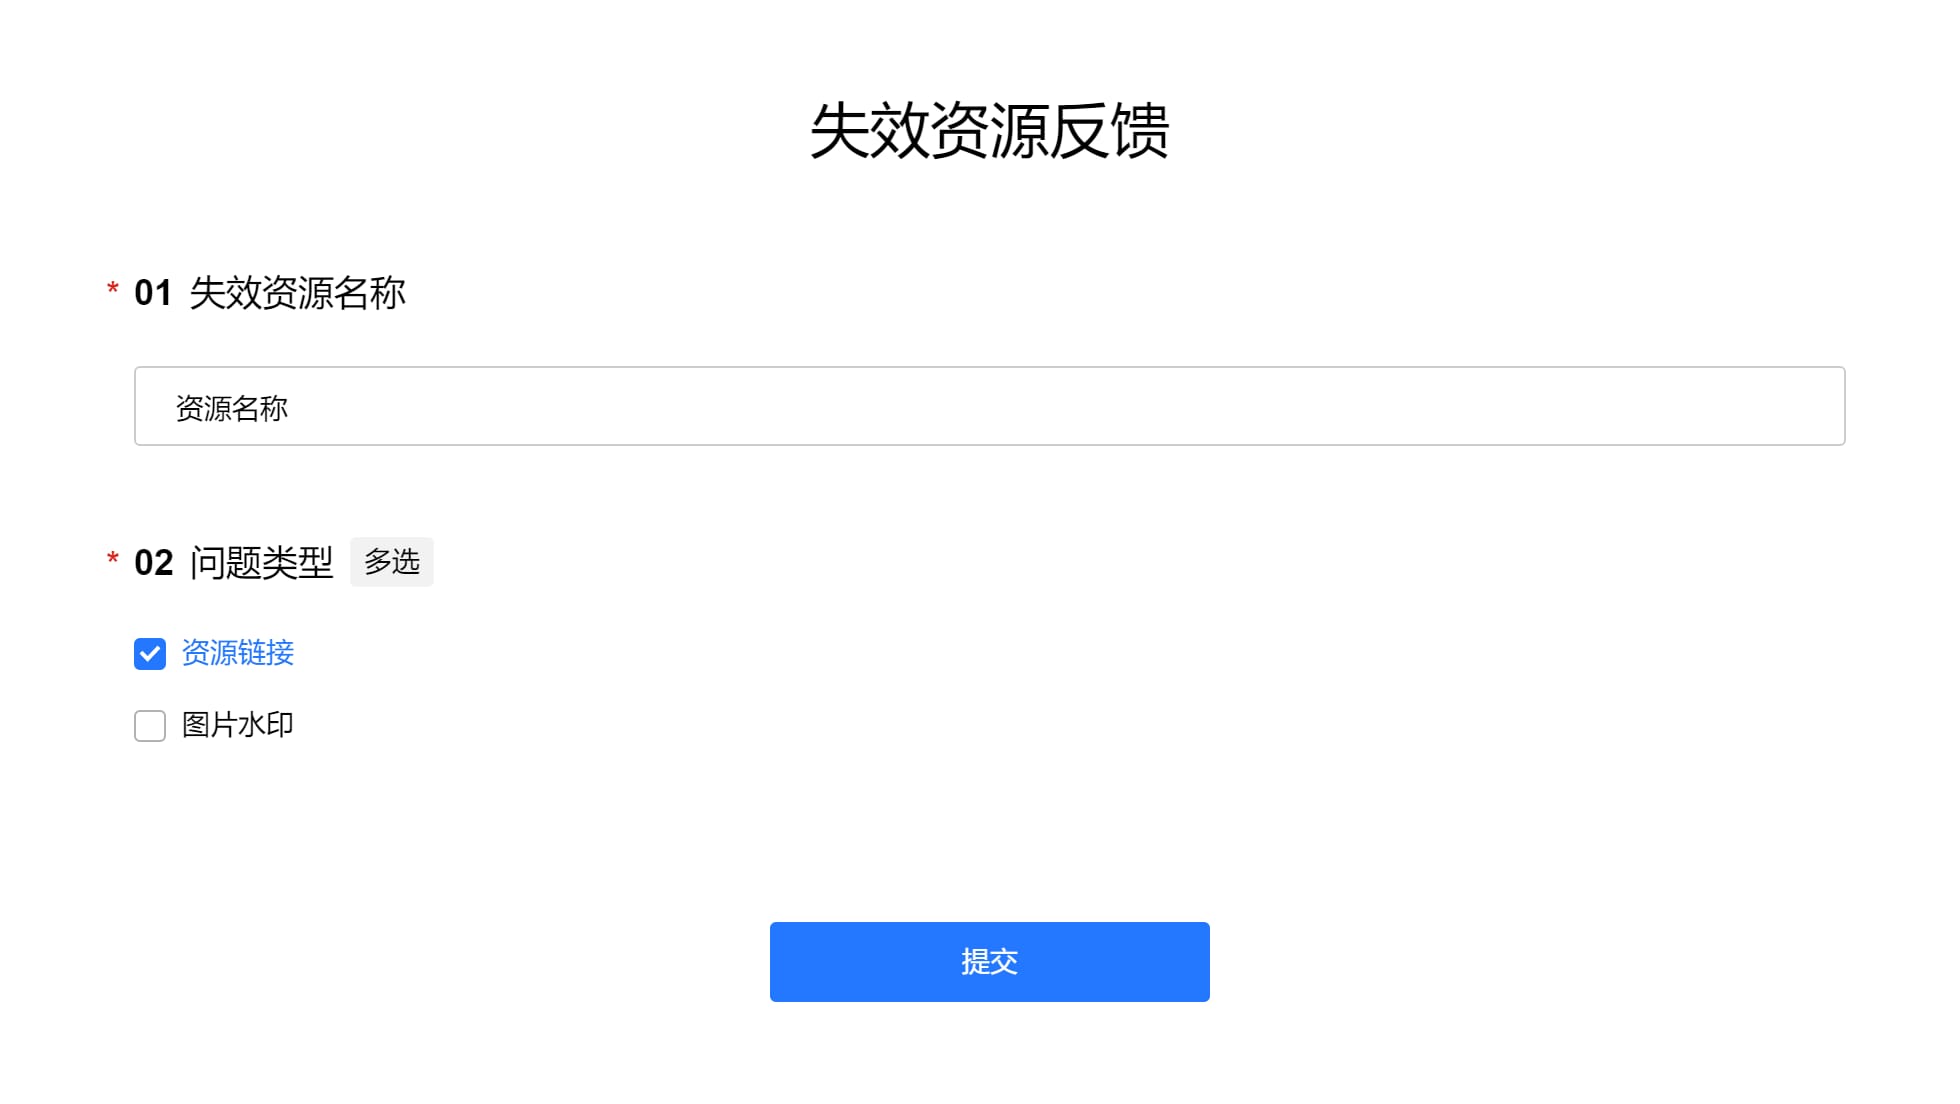 失效资源反馈
* 01 失效资源名称
资源名称
* 02 问题类型 多选
资源链接
图片水印
提交